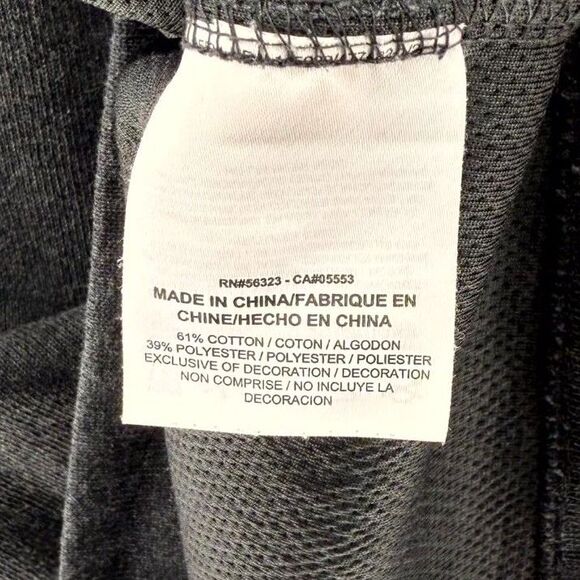 RN#56323 - CA#05553
MADE IN CHINA/FABRIQUE EN
CHINE/HECHO EN CHINA
61% COTTON / COTON / ALGODON
39% POLYESTER / POLYESTER / POLIESTER
EXCLUSIVE OF DECORATION / DECORATION
NON COMPRISE / NO INCLUYE LA
DECORACION